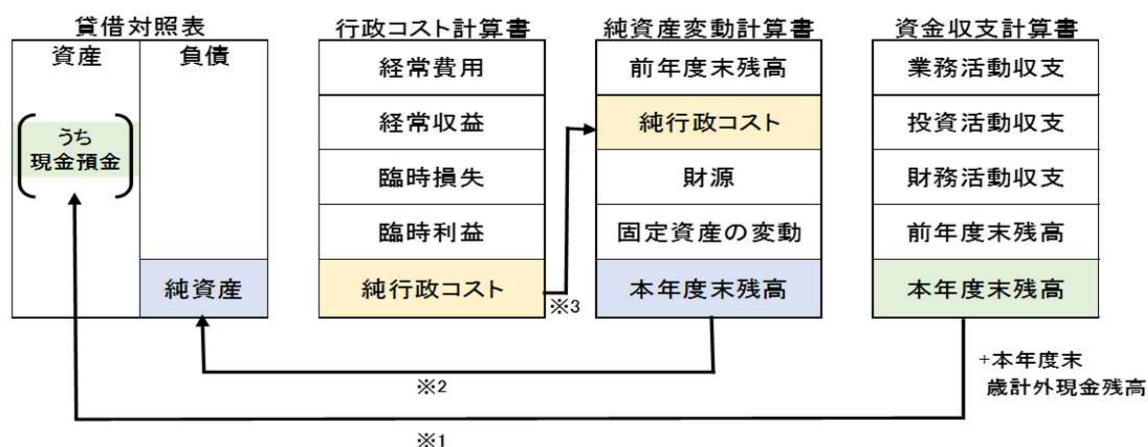 貸借対照表
資産
負債
うち
現金預金
純資産
行政コスト計算書
経常費用
経常収益
臨時損失
臨時利益
純行政コスト
※3
純資産変動計算書
前年度末残高
純行政コスト
財源
固定資産の変動
本年度末残高
資金収支計算書
業務活動収支
投資活動収支
財務活動収支
前年度末残高
本年度末残高
+本年度末
歳計外現金残高
※2
※1